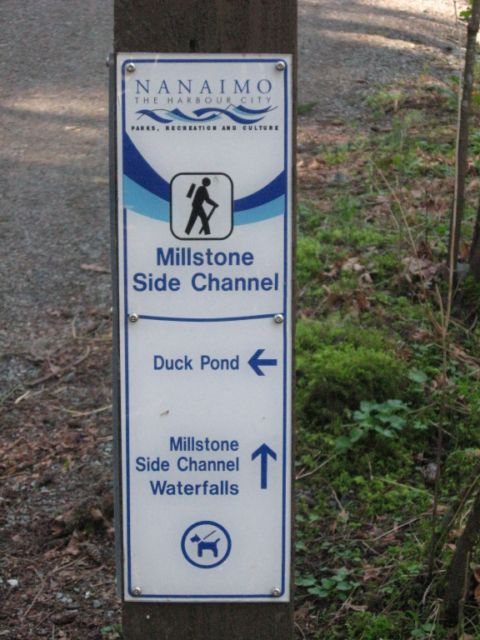 NANAIMO
THE HARBOUR CITY
PARKS, RECREATION AND CULTURE
Millstone
Side Channel
Duck Pond
Millstone
Side Channel
Waterfalls